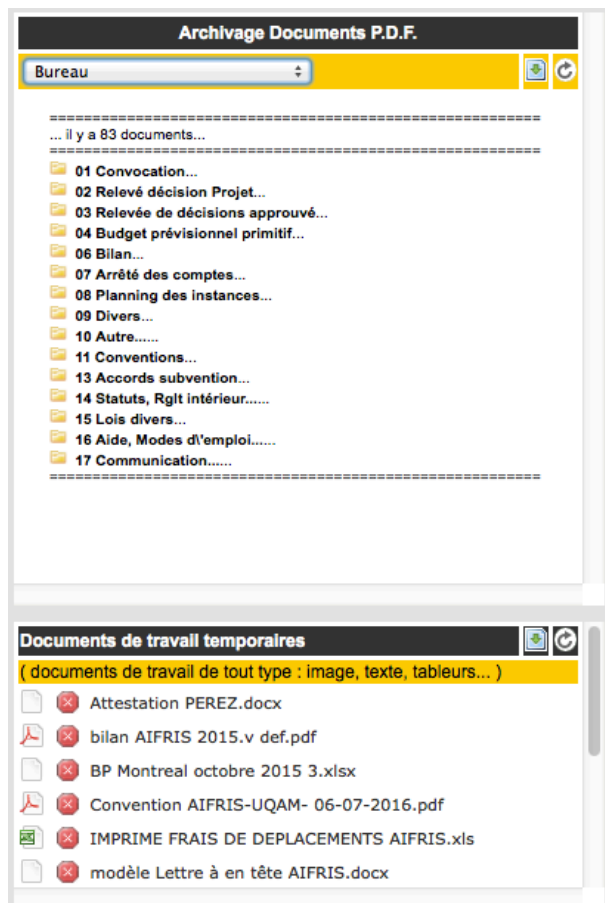 Archivage Documents P.D.F.
Bureau
=========================================================
... il y a 83 documents...
=========================================================
01 Convocation...
02 Relevé décision Projet...
03 Relevée de décisions approuvé...
04 Budget prévisionnel primitif...
06 Bilan...
07 Arrêté des comptes...
08 Planning des instances...
09 Divers...
10 Autre......
11 Conventions...
13 Accords subvention...
14 Statuts, Rglt intérieur......
15 Lois divers...
16 Aide, Modes d\'emploi......
17 Communication......
=========================================================
Documents de travail temporaires
( documents de travail de tout type : image, texte, tableurs... )
Attestation PEREZ.docx
bilan AIFRIS 2015.v def.pdf
BP Montreal octobre 2015 3.xlsx
Convention AIFRIS-UQAM- 06-07-2016.pdf
IMPRIME FRAIS DE DEPLACEMENTS AIFRIS.xls
modèle Lettre à en tête AIFRIS.docx